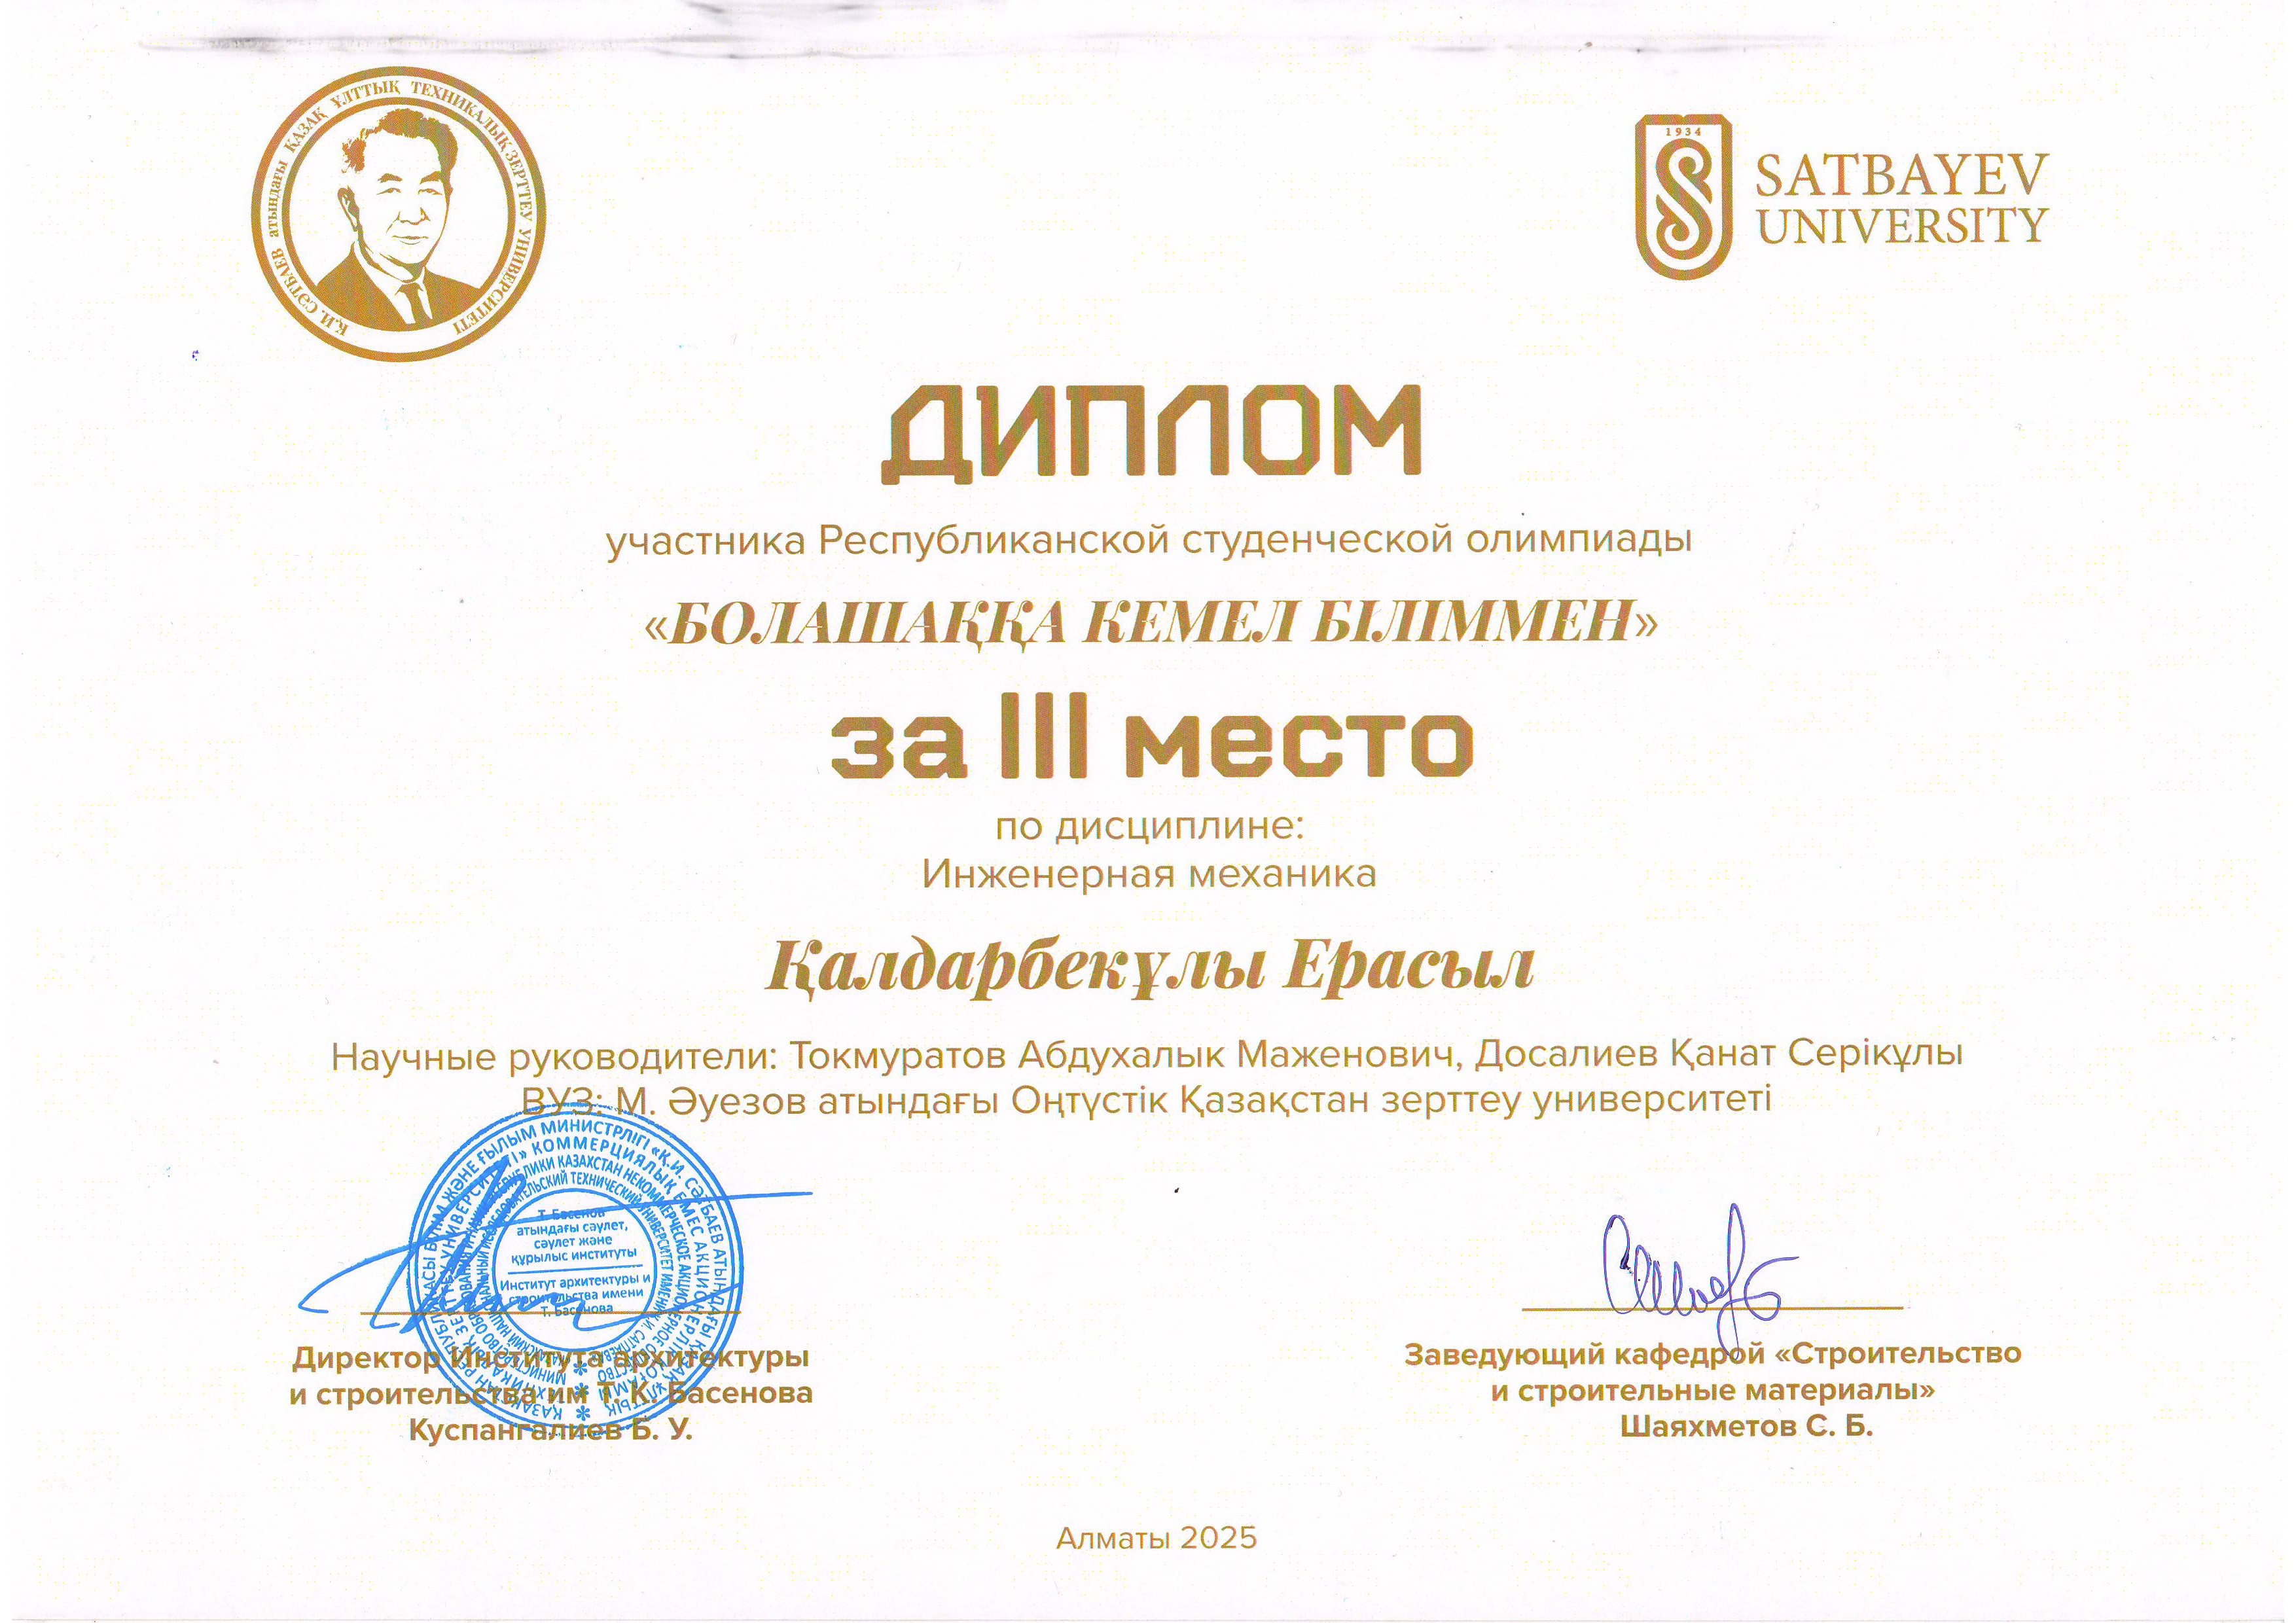 Қ.И. СӘТБАЕВ атындағы ҚАЗАҚ ҰЛТТЫҚ ТЕХНИКАЛЫҚ ЗЕРТТЕУ УНИВЕРСИТЕТІ
1934
SATBAYEV
UNIVERSITY
ДИПЛОМ
участника Республиканской студенческой олимпиады
«БОЛАШАҚҚА КЕМЕЛ БІЛІММЕН»
за III место
по дисциплине:
Инженерная механика
Қалдарбекұлы Ерасыл
Научные руководители: Токмуратов Абдухалык Маженович, Досалиев Қанат Серікұлы
ВУЗ: М. Әуезов атындағы Оңтүстік Қазақстан зерттеу университеті
Т. Басенов
атындағы сәулет,
сәулет және
құрылыс институты
Институт архитектуры и
строительства имени
Т. Басенова
Директор Института архитектуры
и строительства им Т. К. Басенова
Куспангалиев Б. У.
Заведующий кафедрой «Строительство
и строительные материалы»
Шаяхметов С. Б.
Алматы 2025